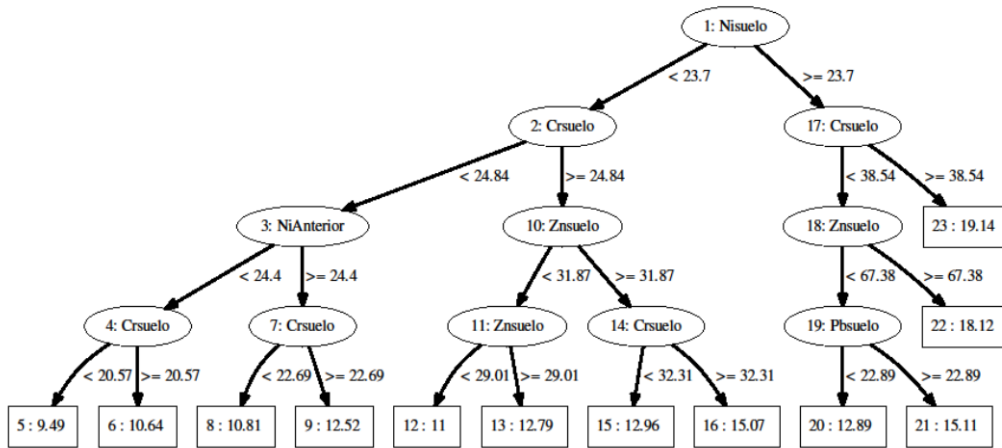 1: Nisuelo
< 23.7
>= 23.7
2: Crsuelo
17: Crsuelo
< 24.84
>= 24.84
< 38.54
>= 38.54
3: NiAnterior
10: Znsuelo
18: Znsuelo
23 : 19.14
< 24.4
>= 24.4
< 31.87
>= 31.87
< 67.38
>= 67.38
4: Crsuelo
7: Crsuelo
11: Znsuelo
14: Crsuelo
19: Pbsuelo
22 : 18.12
< 20.57
>= 20.57
< 22.69
>= 22.69
< 29.01
>= 29.01
< 32.31
>= 32.31
< 22.89
>= 22.89
5 : 9.49
6 : 10.64
8 : 10.81
9 : 12.52
12 : 11
13 : 12.79
15 : 12.96
16 : 15.07
20 : 12.89
21 : 15.11